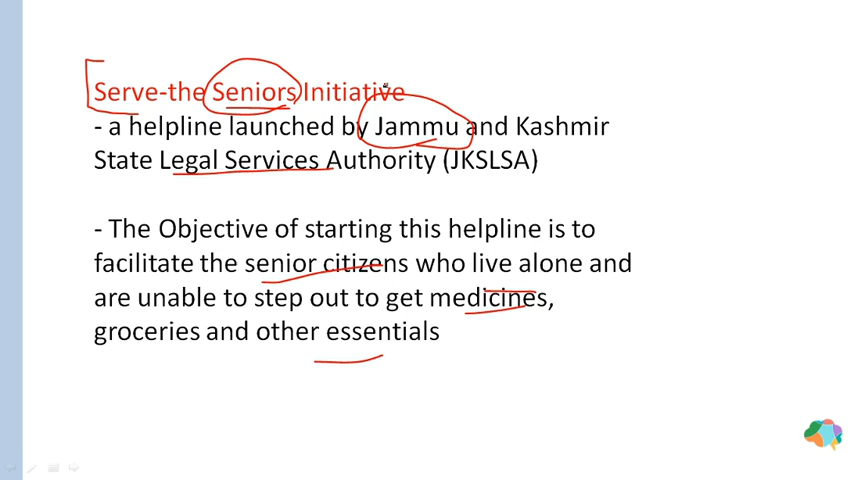 Serve-the Seniors Initiative
- a helpline launched by Jammu and Kashmir
State Legal Services Authority (JKSLSA)
- The Objective of starting this helpline is to
facilitate the senior citizens who live alone and
are unable to step out to get medicines,
groceries and other essentials